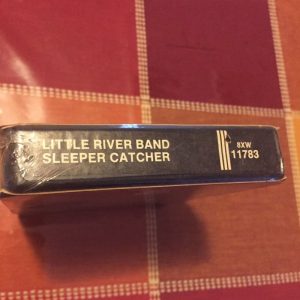 LITTLE RIVER BAND
SLEEPER CATCHER
8XW
11783